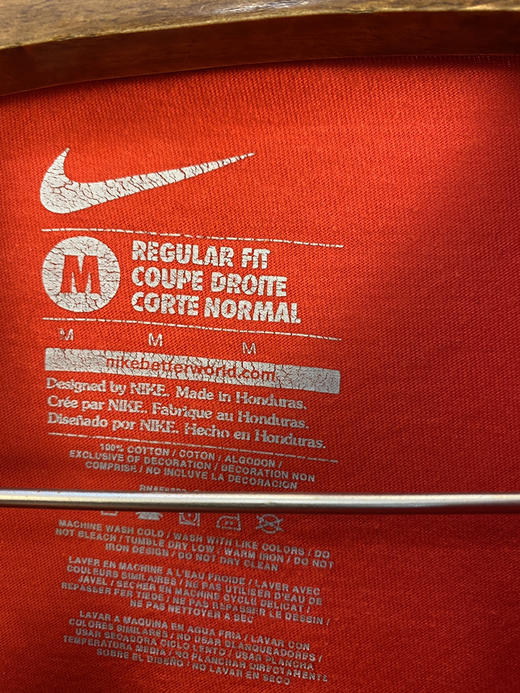 M
REGULAR FIT
COUPE DROITE
CORTE NORMAL
M M M
nikebetterworld.com
Designed by NIKE. Made in Honduras.
Crée par NIKE. Fabrique au Honduras.
Diseñado por NIKE. Hecho en Honduras.
100% COTTON / COTON / ALGODON /
EXCLUSIVE OF DECORATION / DECORATION NON
COMPRISE / NO INCLUYE LA DECORACION
MACHINE WASH COLD / WASH WITH LIKE COLORS / DO
NOT BLEACH / TUMBLE DRY LOW / WARM IRON / DO NOT
IRON DESIGN / DO NOT DRY CLEAN
LAVER EN MACHINE A L'EAU FROIDE / LAVER AVEC
COULEURS SIMILAIRES / NE PAS UTILISER D'EAU DE
JAVEL / SECHER EN MACHINE CYCLE DELICAT /
REPASSER FER TIEDE / NE PAS REPASSER LE DESSIN /
NE PAS NETTOYER A SEC
LAVAR A MAQUINA EN AGUA FRIA / LAVAR CON
COLORES SIMILARES / NO USAR BLANQUEADORES /
USAR SECADORA CICLO LENTO / USAR PLANCHA
TEMPERATURA MEDIA / NO PLANCHAR DIRECTAMENTE
SOBRE EL DISEÑO / NO LAVAR EN SECO